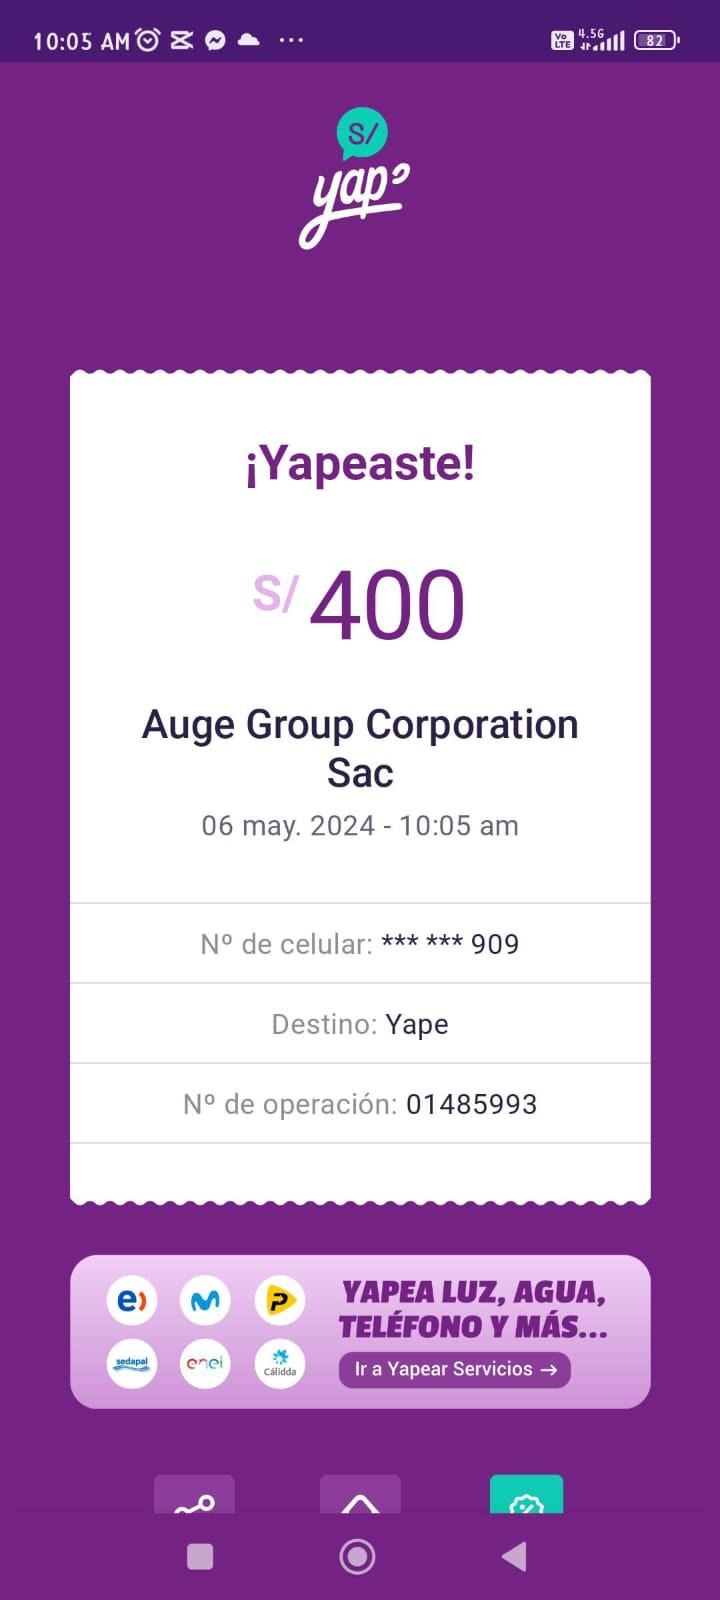 10:05 AM
Vo LTE 4.5G 82
S/
yape
¡Yapeaste!
S/ 400
Auge Group Corporation
Sac
06 may. 2024 - 10:05 am
Nº de celular: *** *** 909
Destino: Yape
Nº de operación: 01485993
e) P
YAPEA LUZ, AGUA,
TELÉFONO Y MÁS...
sedapal enel Cálidda
Ir a Yapear Servicios →